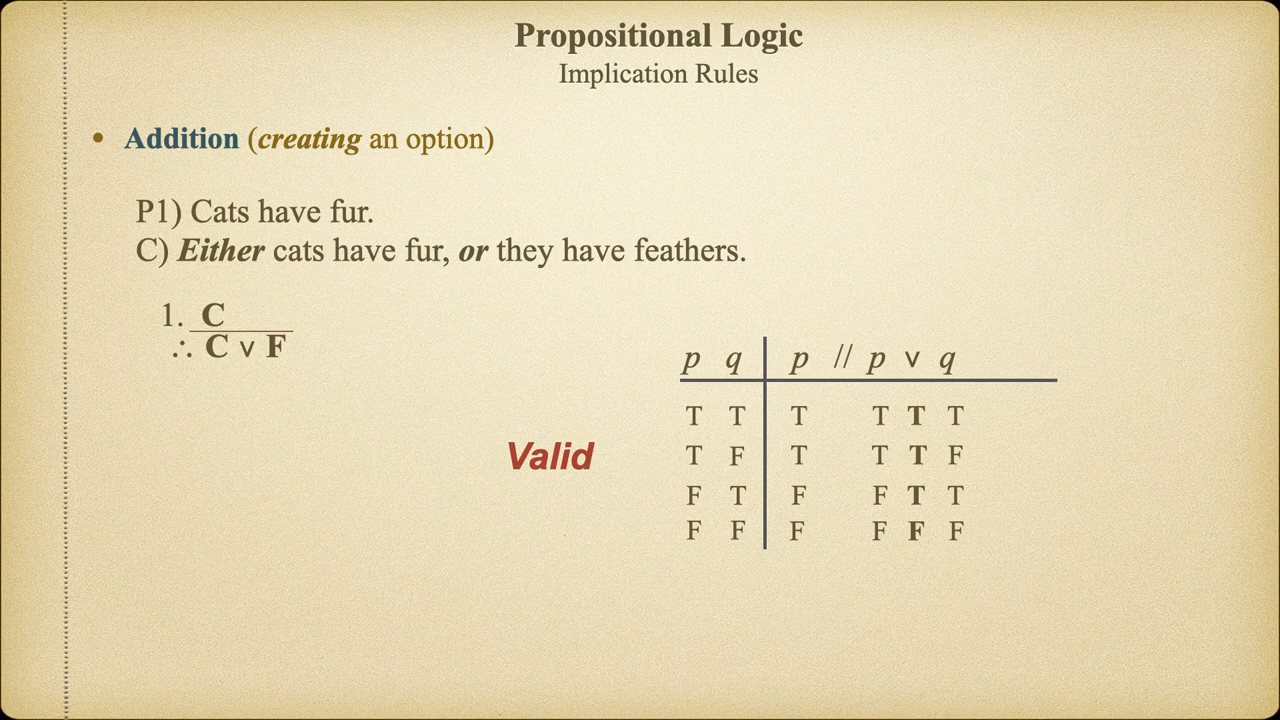 Propositional Logic
Implication Rules
• Addition (creating an option)
P1) Cats have fur.
C) Either cats have fur, or they have feathers.
1. C
∴ C v F
p q p // p v q
T T T T T T
Valid
T F T T T F
F T F F T T
F F F F F F